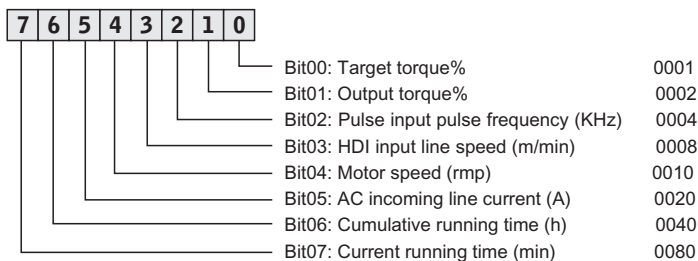 7 6 5 4 3 2 1 0
Bit00: Target torque% 0001
Bit01: Output torque% 0002
Bit02: Pulse input pulse frequency (KHz) 0004
Bit03: HDI input line speed (m/min) 0008
Bit04: Motor speed (rmp) 0010
Bit05: AC incoming line current (A) 0020
Bit06: Cumulative running time (h) 0040
Bit07: Current running time (min) 0080